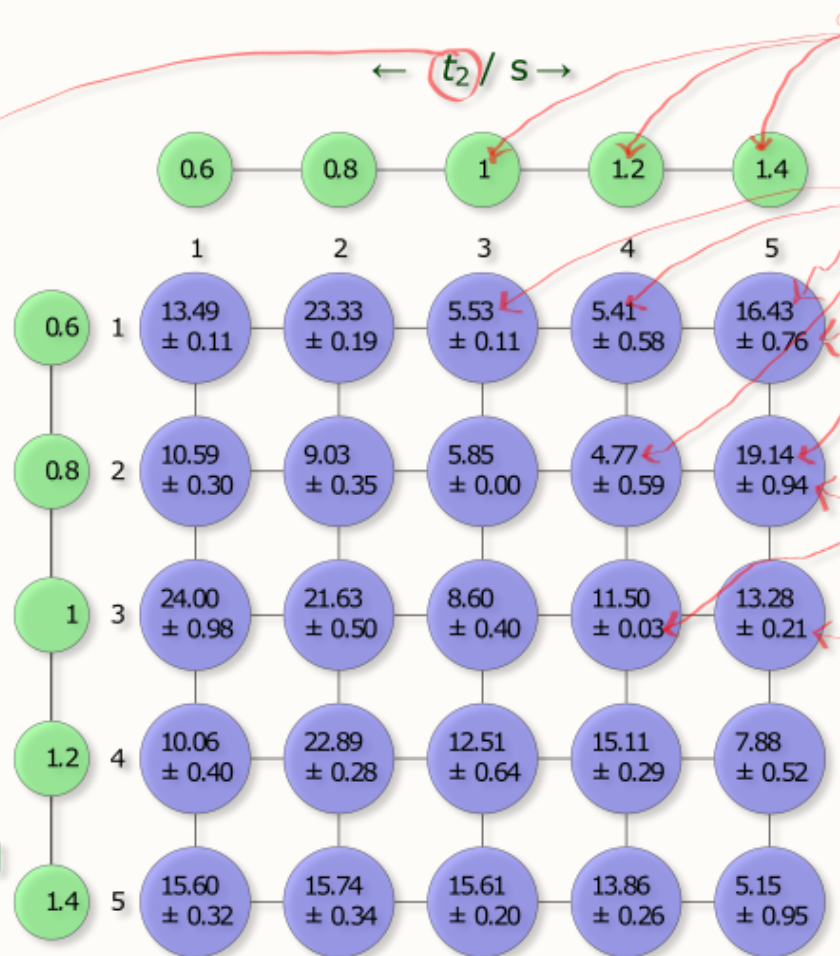 ← t₂ / s →
0.6 0.8 1 1.2 1.4
1 2 3 4 5
0.6 1 13.49 23.33 5.53 5.41 16.43
± 0.11 ± 0.19 ± 0.11 ± 0.58 ± 0.76
0.8 2 10.59 9.03 5.85 4.77 19.14
± 0.30 ± 0.35 ± 0.00 ± 0.59 ± 0.94
1 3 24.00 21.63 8.60 11.50 13.28
± 0.98 ± 0.50 ± 0.40 ± 0.03 ± 0.21
1.2 4 10.06 22.89 12.51 15.11 7.88
± 0.40 ± 0.28 ± 0.64 ± 0.29 ± 0.52
1.4 5 15.60 15.74 15.61 13.86 5.15
± 0.32 ± 0.34 ± 0.20 ± 0.26 ± 0.95